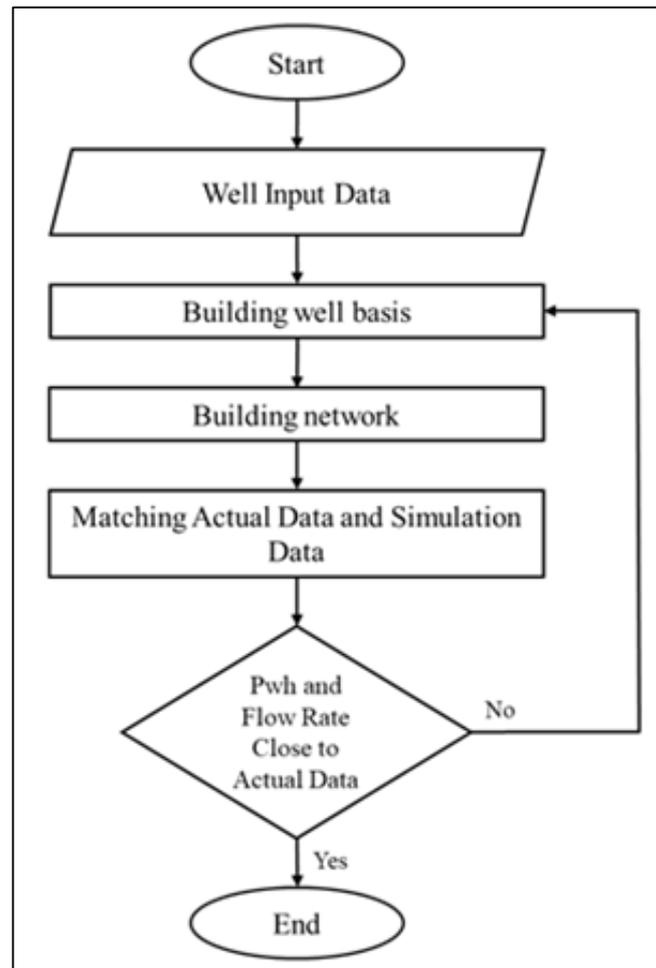 Start
Well Input Data
Building well basis
Building network
Matching Actual Data and Simulation
Data
Pwh and
Flow Rate
Close to
Actual Data
No
Yes
End